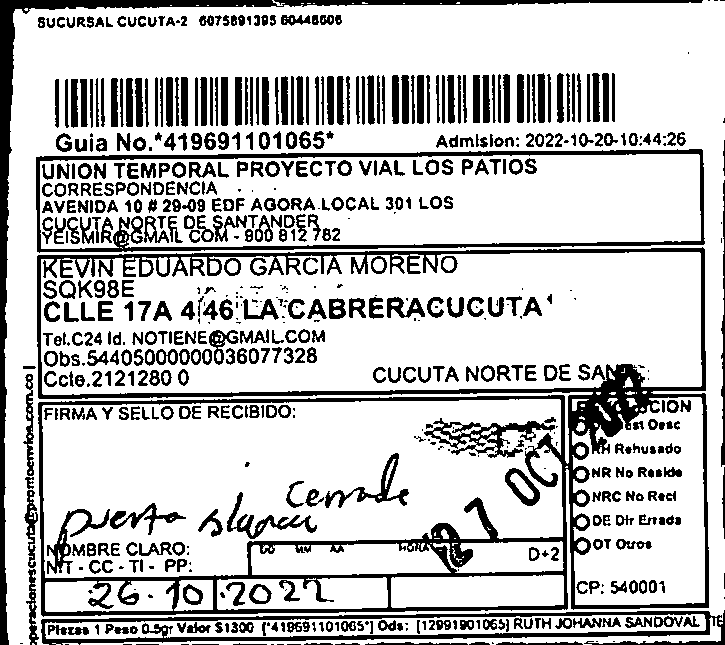 SUCURSAL CUCUTA-2 6075891395 60448606
Guia No.*419691101065*
Admision: 2022-10-20-10:44:26
UNION TEMPORAL PROYECTO VIAL LOS PATIOS
CORRESPONDENCIA
AVENIDA 10 # 29-09 EDF AGORA LOCAL 301 LOS
CUCUTA NORTE DE SANTANDER
YEISMIR@GMAIL COM - 900 812 782
KEVIN EDUARDO GARCIA MORENO
SQK98E
CLLE 17A 4 46 LA CABRERACUCUTA
Tel.C24 Id. NOTIENE@GMAIL.COM
Obs.54405000000036077328
Ccte.2121280 0
CUCUTA NORTE DE SANT
operacionescucuta@prontoenvios.com.co |
FIRMA Y SELLO DE RECIBIDO:
Cerrado
puerta blanca
27 OCT 2022
NOMBRE CLARO:
NIT - CC - TI - PP:
DD MM AA HORA
D+2
26.10.2022
Desc
RH Rehusado
NR No Reside
NRC No Recl
DE Dir Errada
OT Otros
CP: 540001
Piezas 1 Peso 0.5gr Valor $1300 [*419691101065*] Ods: [12991901065] RUTH JOHANNA SANDOVAL TE